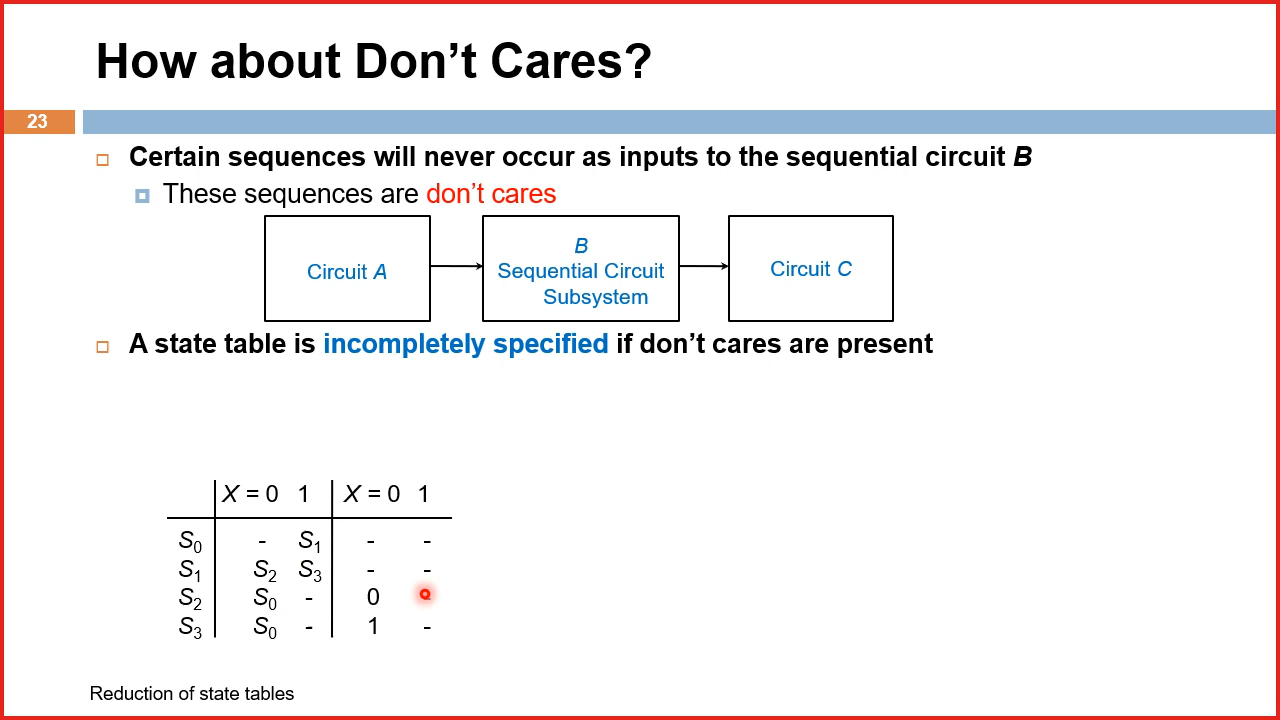 How about Don't Cares?
23
Certain sequences will never occur as inputs to the sequential circuit B
These sequences are don't cares
Circuit A
B
Sequential Circuit
Subsystem
Circuit C
A state table is incompletely specified if don't cares are present
X = 0 1 X = 0 1
S0 - S1 - -
S1 S2 S3 - -
S2 S0 - 0
S3 S0 - 1 -
Reduction of state tables